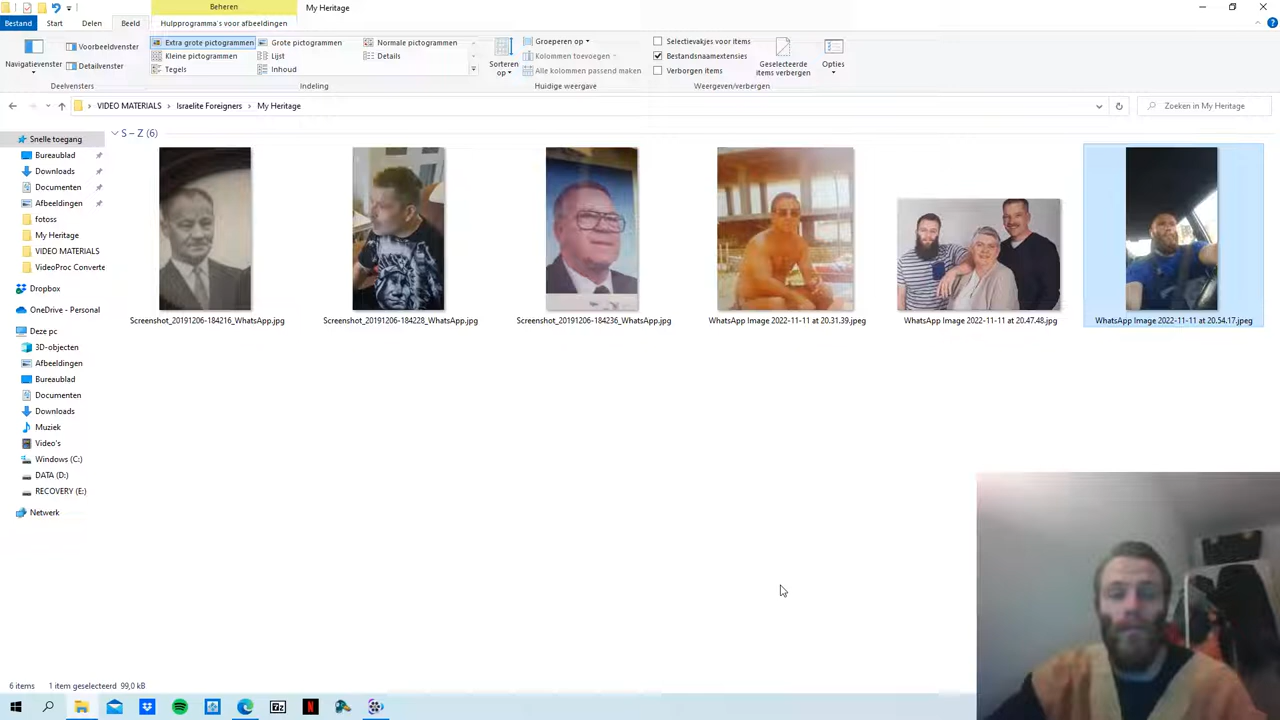 Beheren
My Heritage
Bestand Start Delen Beeld Hulpprogramma's voor afbeeldingen
Navigatievenster
Voorbeeldvenster
Detailvenster
Deelvensters
Extra grote pictogrammen Grote pictogrammen Normale pictogrammen
Kleine pictogrammen Lijst Details
Tegels Inhoud
Indeling
Sorteren op
Groeperen op
Kolommen toevoegen
Alle kolommen passend maken
Huidige weergave
Selectievakjes voor items
Bestandsnaamextensies
Verborgen items
Geselecteerde items verbergen
Weergeven/verbergen
Opties
VIDEO MATERIALS > Israelite Foreigners > My Heritage
Zoeken in My Heritage
Snelle toegang
Bureaublad
Downloads
Documenten
Afbeeldingen
fotoss
My Heritage
VIDEO MATERIALS
VideoProc Converte
Dropbox
OneDrive - Personal
Deze pc
3D-objecten
Afbeeldingen
Bureaublad
Documenten
Downloads
Muziek
Video's
Windows (C:)
DATA (D:)
RECOVERY (E:)
Netwerk
S – Z (6)
Screenshot_20191206-184216_WhatsApp.jpg
Screenshot_20191206-184228_WhatsApp.jpg
Screenshot_20191206-184236_WhatsApp.jpg
WhatsApp Image 2022-11-11 at 20.31.39.jpeg
WhatsApp Image 2022-11-11 at 20.47.48.jpg
WhatsApp Image 2022-11-11 at 20.54.17.jpeg
6 items 1 item geselecteerd 99,0 kB